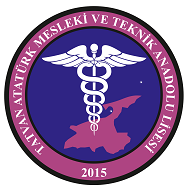 TATVAN ATATÜRK MESLEKİ VE TEKNİK ANADOLU LİSESİ
2015